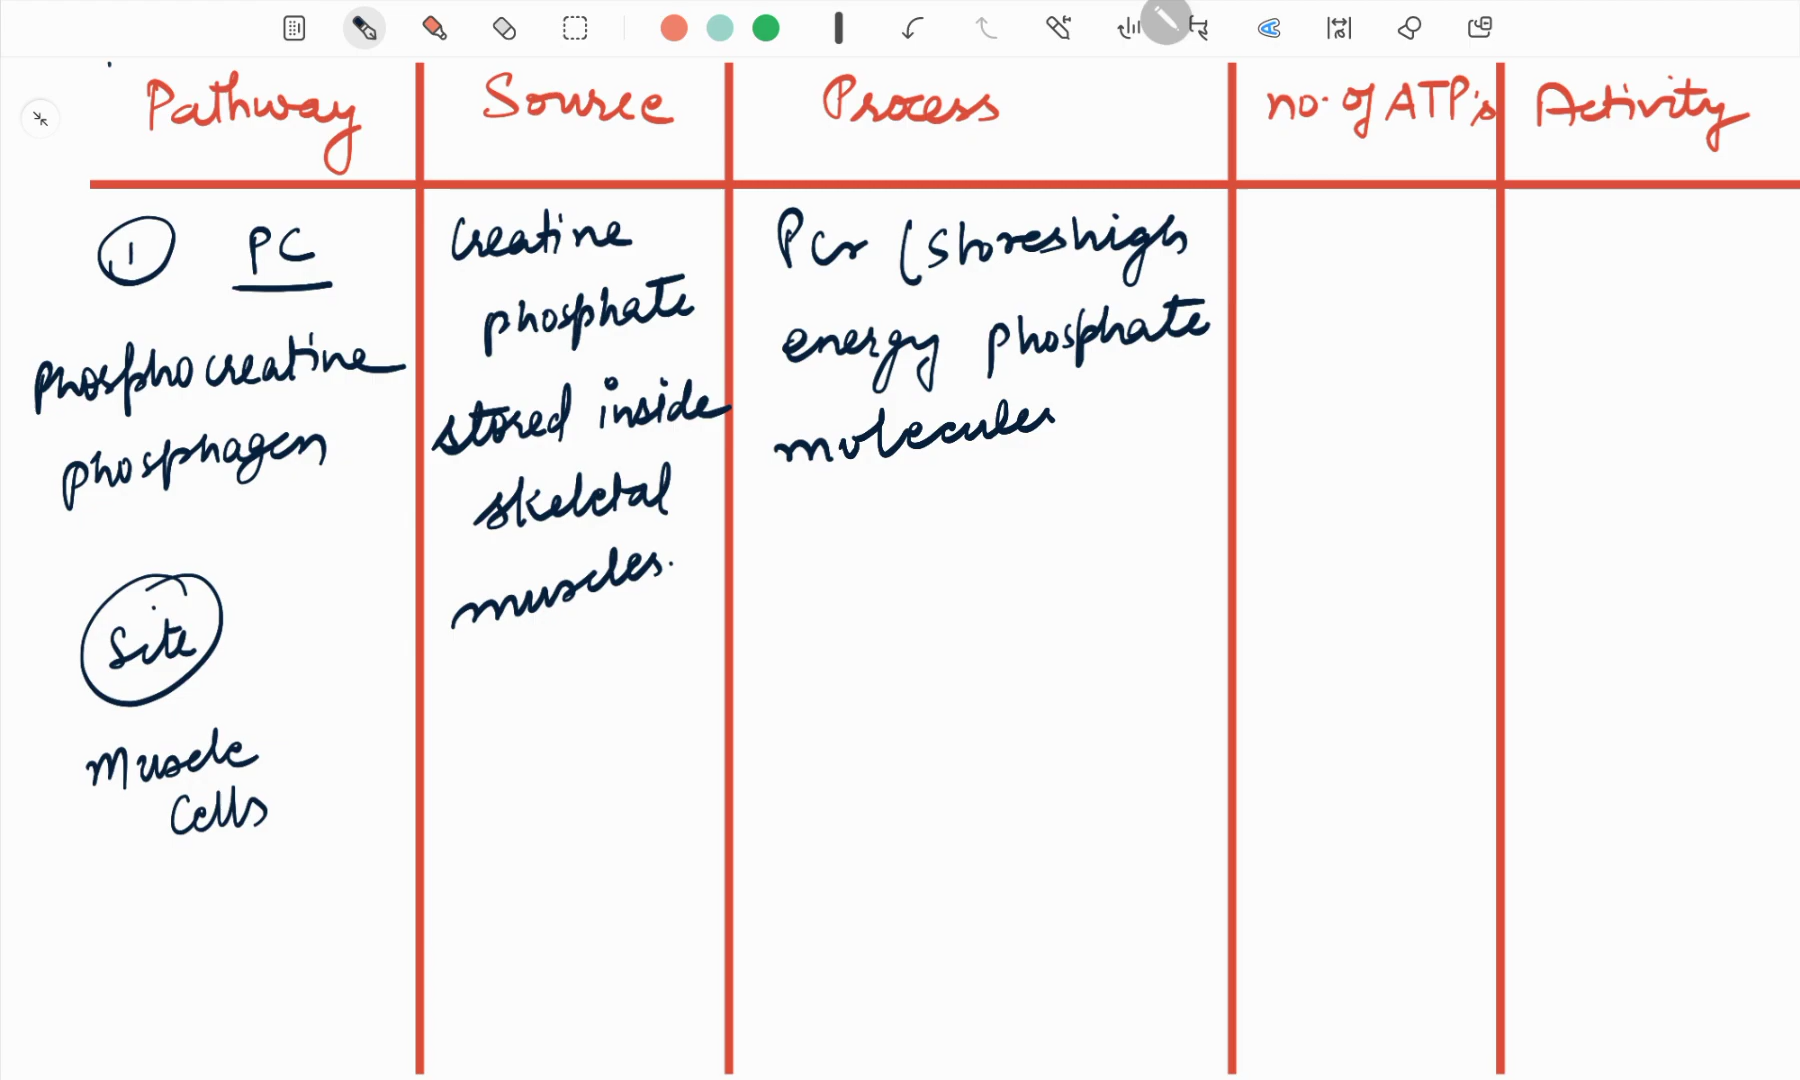 Pathway Source Process no. of ATP's Activity
① PC
Phosphocreatine
phosphagen
Site
Muscle
Cells
Creatine
phosphate
stored inside
skeletal
muscles.
PCr (Stores high
energy phosphate
molecules